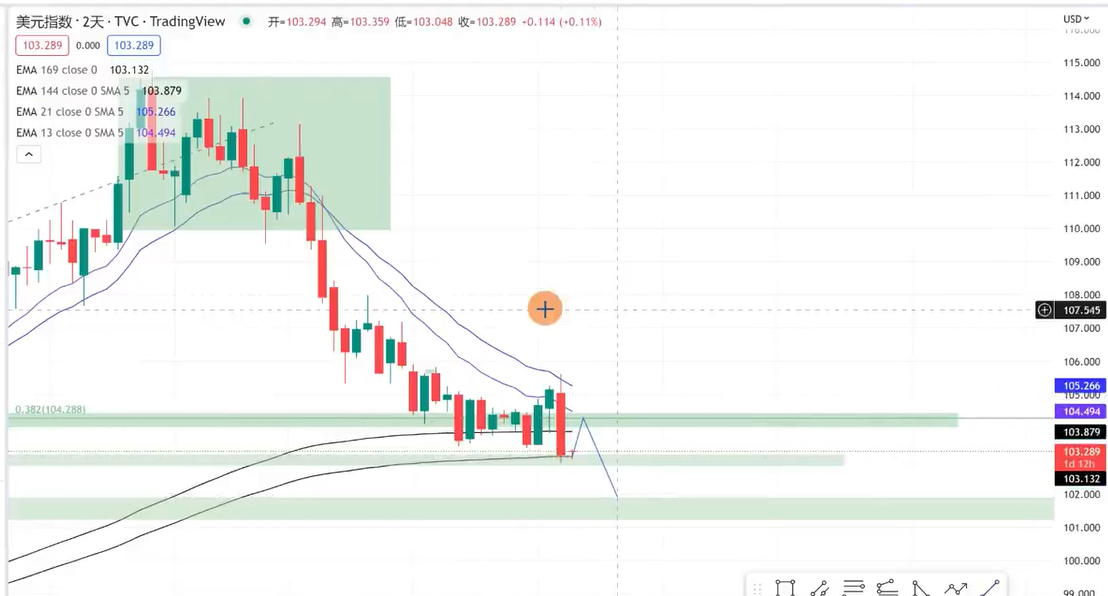 美元指数 · 2天 · TVC · TradingView 开=103.294 高=103.359 低=103.048 收=103.289 +0.114 (+0.11%)
103.289 0.000 103.289
EMA 169 close 0 103.132
EMA 144 close 0 SMA 5 103.879
EMA 21 close 0 SMA 5 105.266
EMA 13 close 0 SMA 5 104.494
0.382(104.288)
USD
116.000
115.000
114.000
113.000
112.000
111.000
110.000
109.000
108.000
107.545
107.000
106.000
105.266
105.000
104.494
103.879
103.289
1d 12h
103.132
102.000
101.000
100.000
99.000